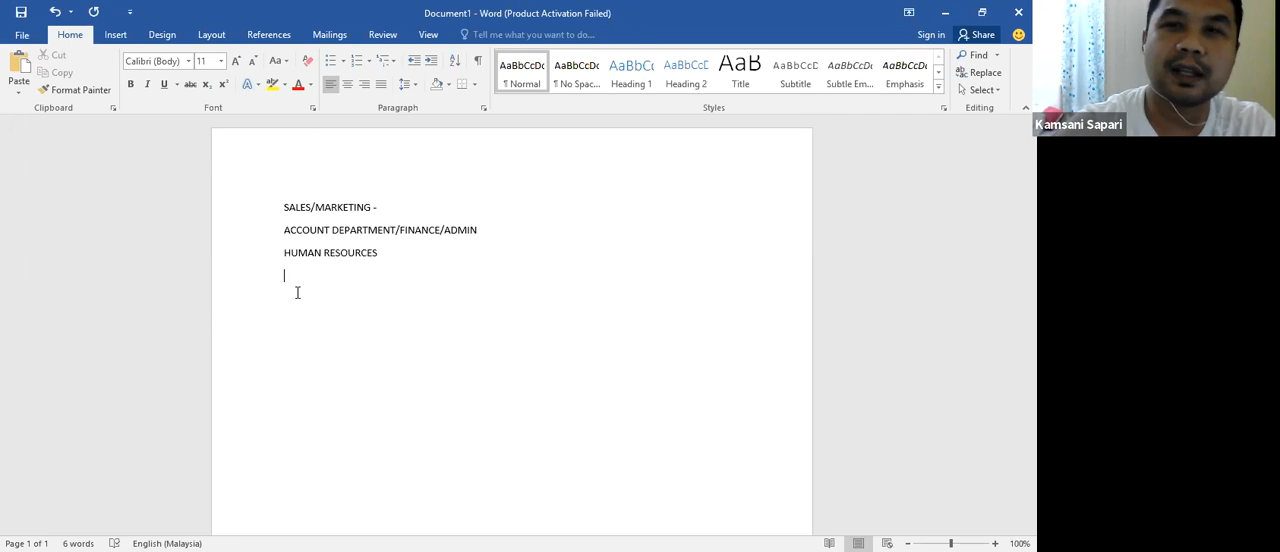 Document1 - Word (Product Activation Failed)
File Home Insert Design Layout References Mailings Review View Tell me what you want to do... Sign in Share
Paste
Cut
Copy
Format Painter
Clipboard
Calibri (Body) 11
Font
Paragraph
AaBbCcDc AaBbCcDc AaBbCc AaBbCcD AaB AaBbCcD AaBbCcDc AaBbCcDc
¶ Normal ¶ No Spac... Heading 1 Heading 2 Title Subtitle Subtle Em... Emphasis
Styles
Find
Replace
Select
Editing
Kamsani Sapari
SALES/MARKETING -
ACCOUNT DEPARTMENT/FINANCE/ADMIN
HUMAN RESOURCES
Page 1 of 1 6 words English (Malaysia) 100%